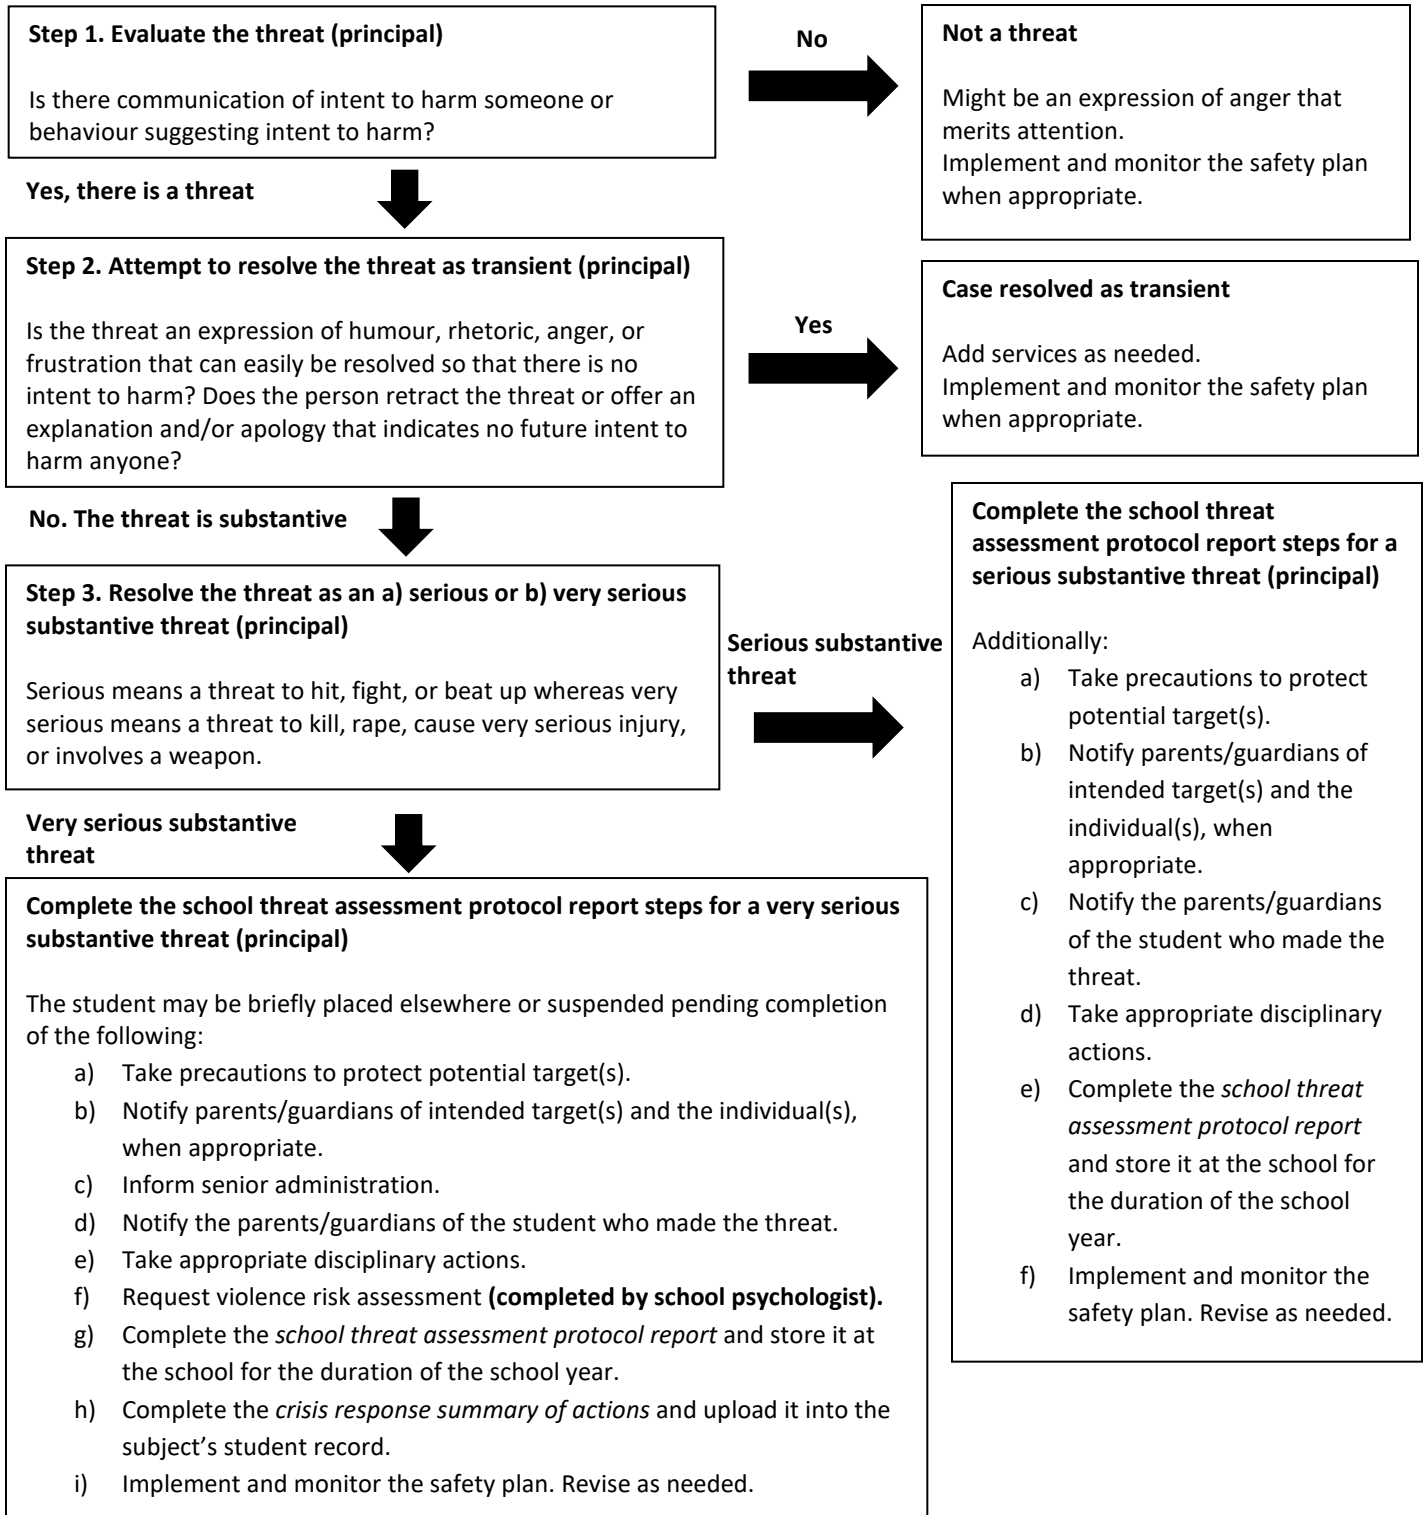 Step 1. Evaluate the threat (principal)
Is there communication of intent to harm someone or
behaviour suggesting intent to harm?
No
Not a threat
Might be an expression of anger that
merits attention.
Implement and monitor the safety plan
when appropriate.
Yes, there is a threat
Step 2. Attempt to resolve the threat as transient (principal)
Is the threat an expression of humour, rhetoric, anger, or
frustration that can easily be resolved so that there is no
intent to harm? Does the person retract the threat or offer an
explanation and/or apology that indicates no future intent to
harm anyone?
Yes
Case resolved as transient
Add services as needed.
Implement and monitor the safety plan
when appropriate.
No. The threat is substantive
Step 3. Resolve the threat as an a) serious or b) very serious
substantive threat (principal)
Serious means a threat to hit, fight, or beat up whereas very
serious means a threat to kill, rape, cause very serious injury,
or involves a weapon.
Serious substantive
threat
Complete the school threat
assessment protocol report steps for a
serious substantive threat (principal)
Additionally:
a) Take precautions to protect
potential target(s).
b) Notify parents/guardians of
intended target(s) and the
individual(s), when
appropriate.
c) Notify the parents/guardians
of the student who made the
threat.
d) Take appropriate disciplinary
actions.
e) Complete the school threat
assessment protocol report
and store it at the school for
the duration of the school
year.
f) Implement and monitor the
safety plan. Revise as needed.
Very serious substantive
threat
Complete the school threat assessment protocol report steps for a very serious
substantive threat (principal)
The student may be briefly placed elsewhere or suspended pending completion
of the following:
a) Take precautions to protect potential target(s).
b) Notify parents/guardians of intended target(s) and the individual(s),
when appropriate.
c) Inform senior administration.
d) Notify the parents/guardians of the student who made the threat.
e) Take appropriate disciplinary actions.
f) Request violence risk assessment (completed by school psychologist).
g) Complete the school threat assessment protocol report and store it at
the school for the duration of the school year.
h) Complete the crisis response summary of actions and upload it into the
subject's student record.
i) Implement and monitor the safety plan. Revise as needed.